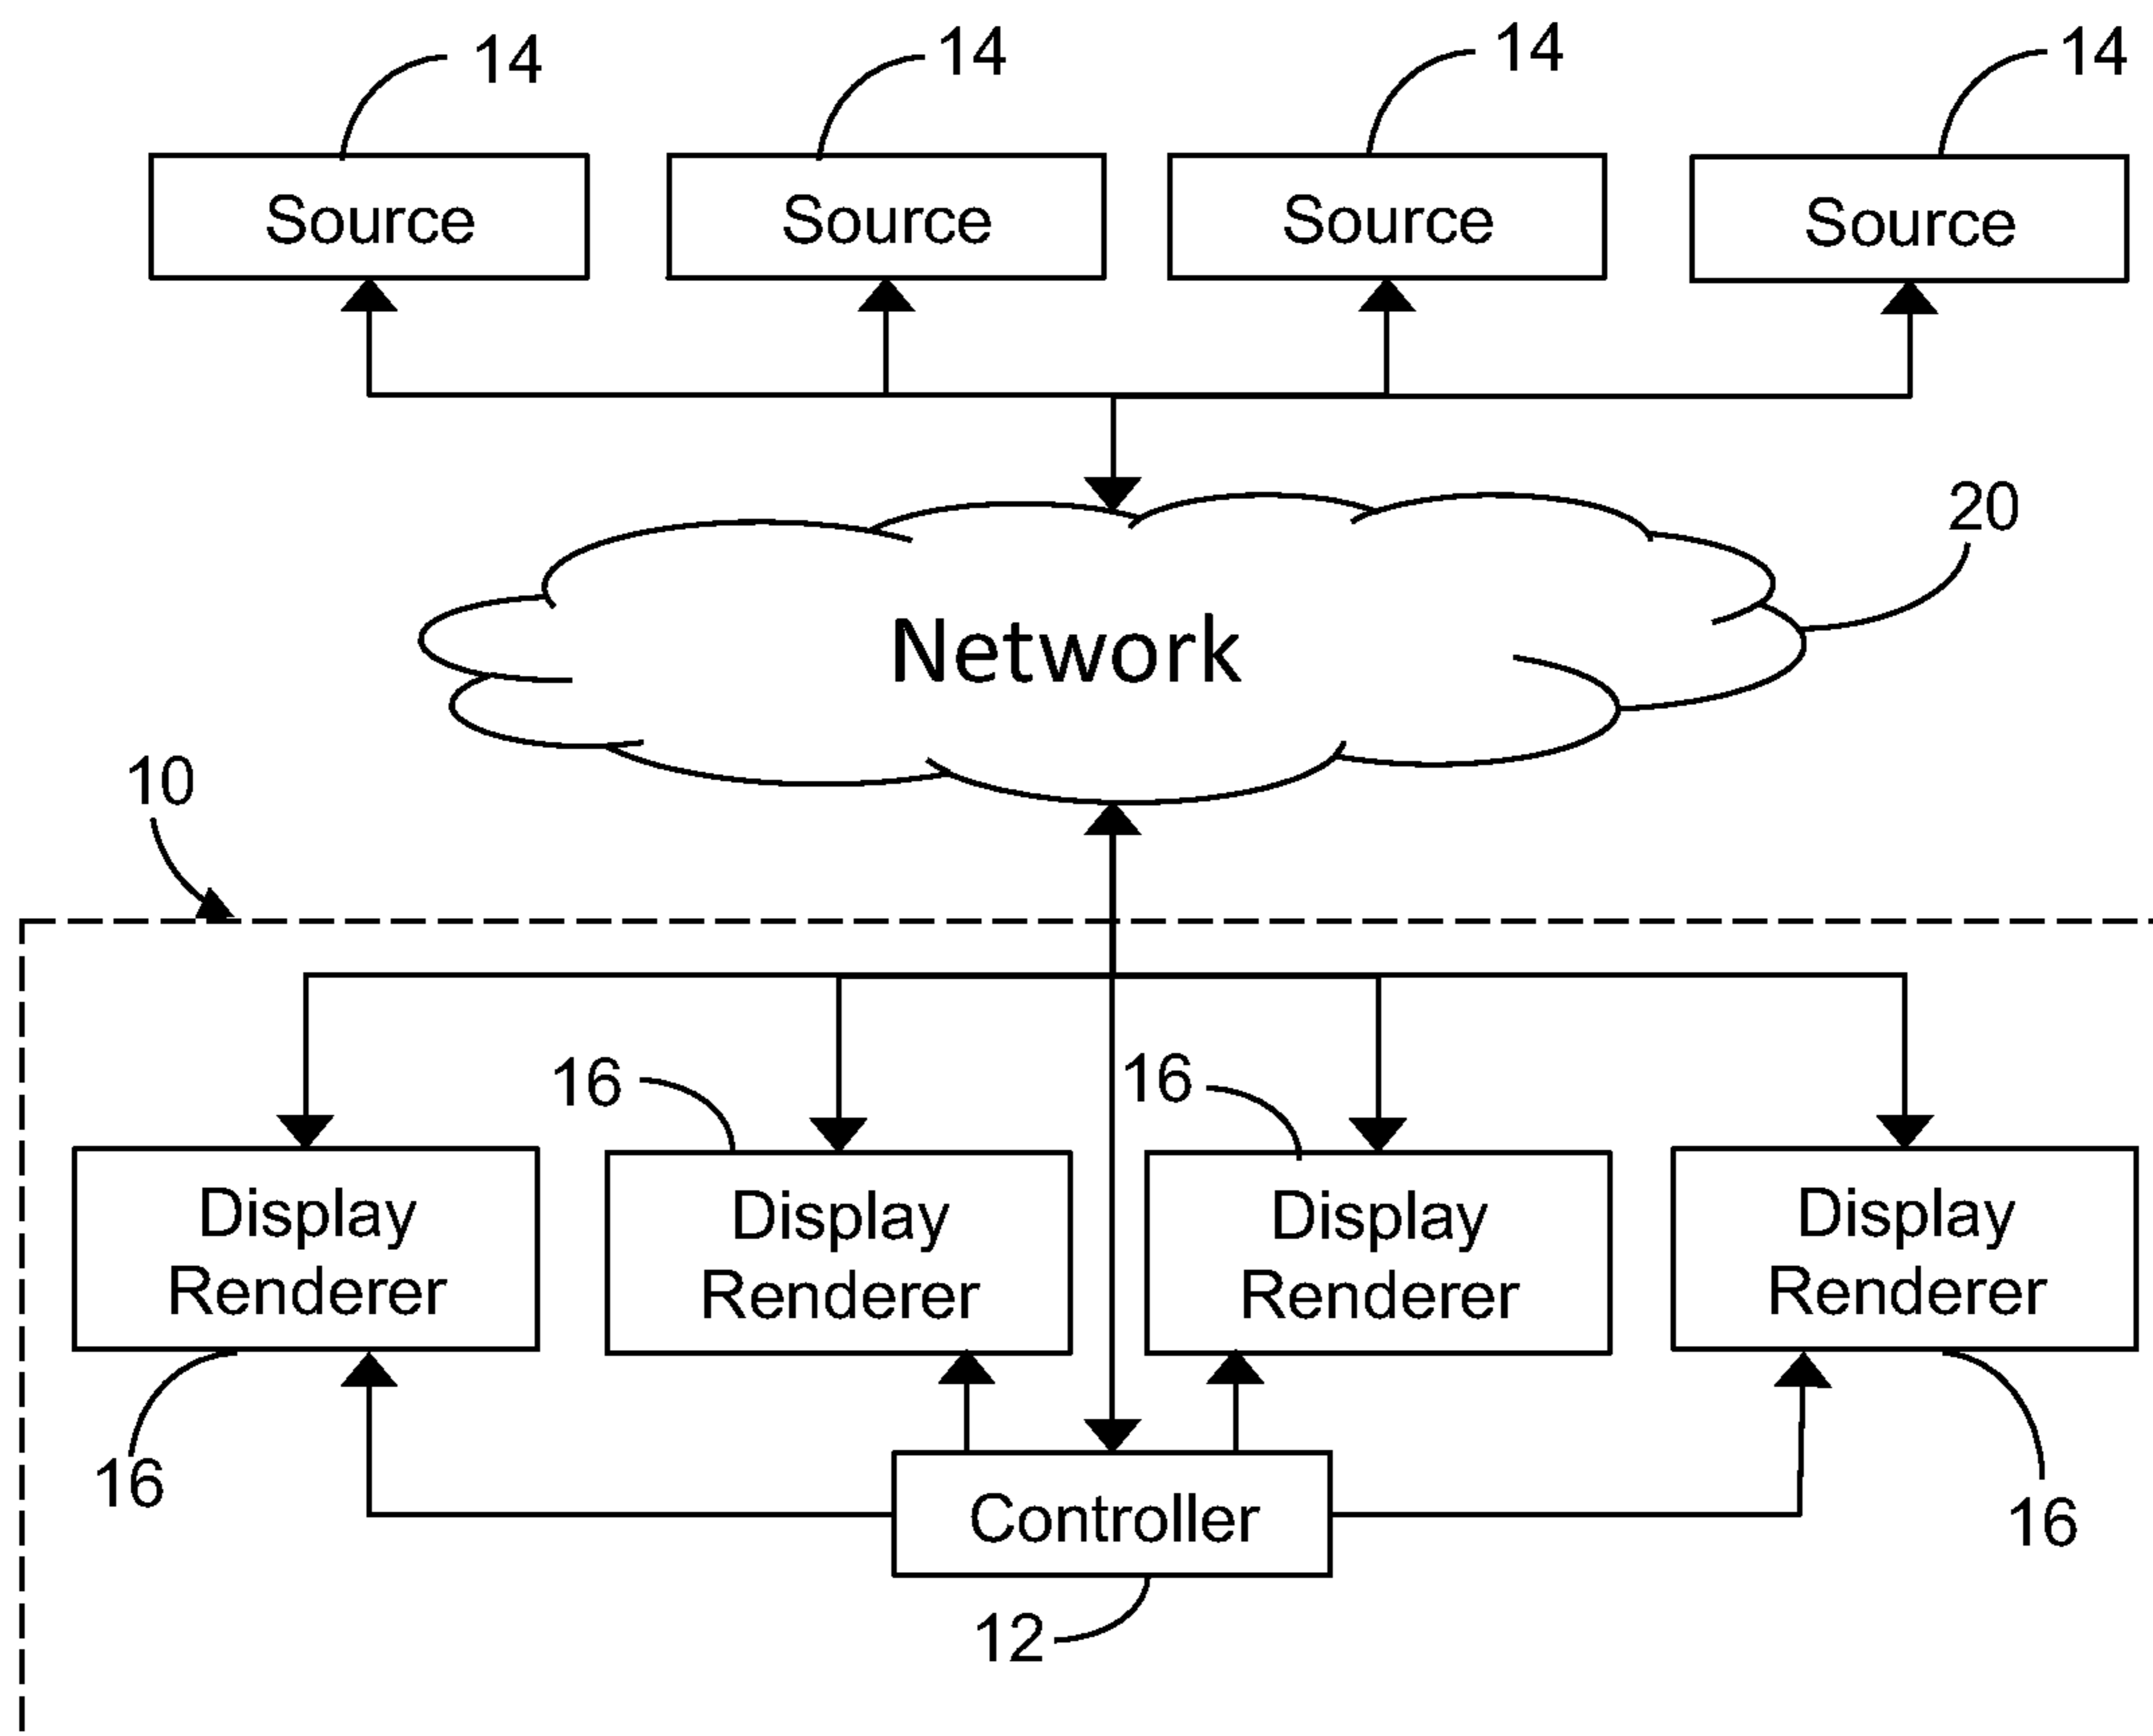 14
14
14
14
Source
Source
Source
Source
20
Network
10
16
16
Display
Renderer
Display
Renderer
Display
Renderer
Display
Renderer
16
Controller
16
12